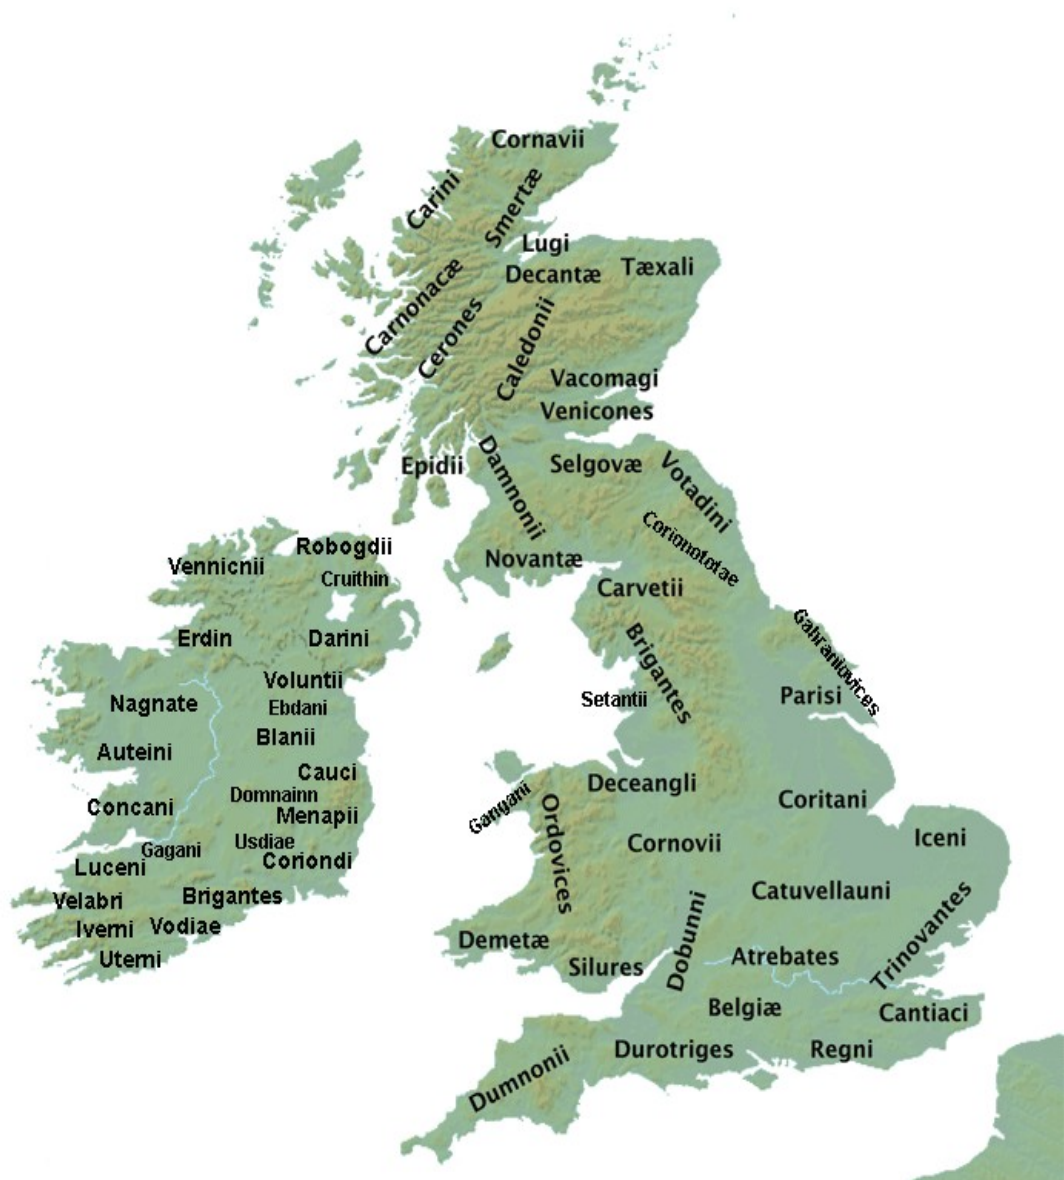 Cornavii
Carini
Smertæ
Lugi
Decantæ
Tæxali
Carnonacæ
Cerones
Caledonii
Vacomagi
Venicones
Epidii
Damnonii
Selgovæ
Votadini
Corionototae
Novantæ
Carvetii
Brigantes
Gabrantovices
Parisi
Setantii
Robogdii
Vennicnii
Cruithin
Erdin
Darini
Voluntii
Nagnate
Ebdani
Blanii
Auteini
Cauci
Domnainn
Concani
Menapii
Usdiae
Gagani
Coriondi
Luceni
Velabri
Brigantes
Iverni
Vodiae
Uterni
Deceangli
Gangani
Ordovices
Coritani
Cornovii
Iceni
Catuvellauni
Dobunni
Trinovantes
Demetæ
Silures
Atrebates
Belgiæ
Cantiaci
Durotriges
Regni
Dumnonii